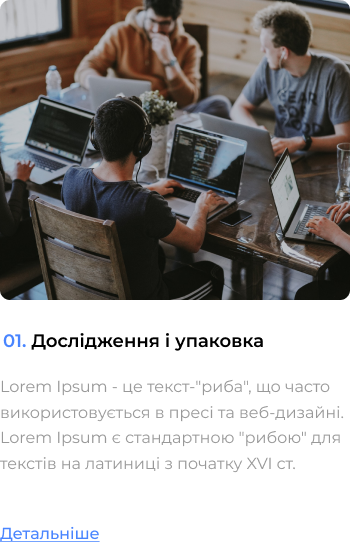 01. Дослідження і упаковка
Lorem Ipsum - це текст-"риба", що часто
використовується в пресі та веб-дизайні.
Lorem Ipsum є стандартною "рибою" для
текстів на латиниці з початку XVI ст.
Детальніше